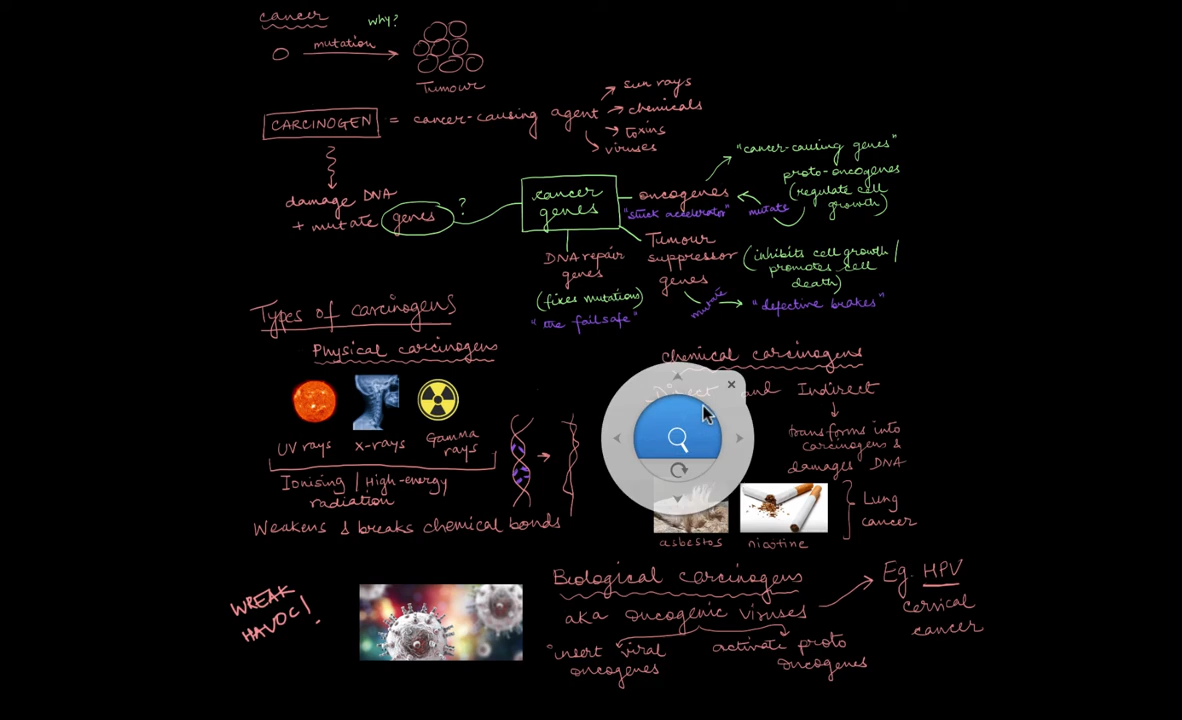 cancer
why?
mutation
Tumour
CARCINOGEN = cancer-causing agent
sun rays
chemicals
toxins
viruses
damage DNA
+ mutate genes
?
cancer
genes
oncogenes
"stuck accelerator"
"cancer-causing genes"
proto-oncogenes
(regulate cell
growth)
mutate
DNA repair
genes
(fixes mutations)
"the failsafe"
Tumour
suppressor
genes
(inhibits cell growth /
promotes cell
death)
mutate
"defective brakes"
Types of carcinogens
Physical carcinogens
UV rays
X-rays
Gamma
rays
Ionising / High-energy
radiation
Weakens & breaks chemical bonds
Chemical carcinogens
Direct and Indirect
transforms into
carcinogens &
damages DNA
asbestos
nicotine
Lung
cancer
WREAK
HAVOC!
Biological carcinogens
aka oncogenic viruses
insert viral
oncogenes
activate proto
oncogenes
Eg. HPV
cervical
cancer